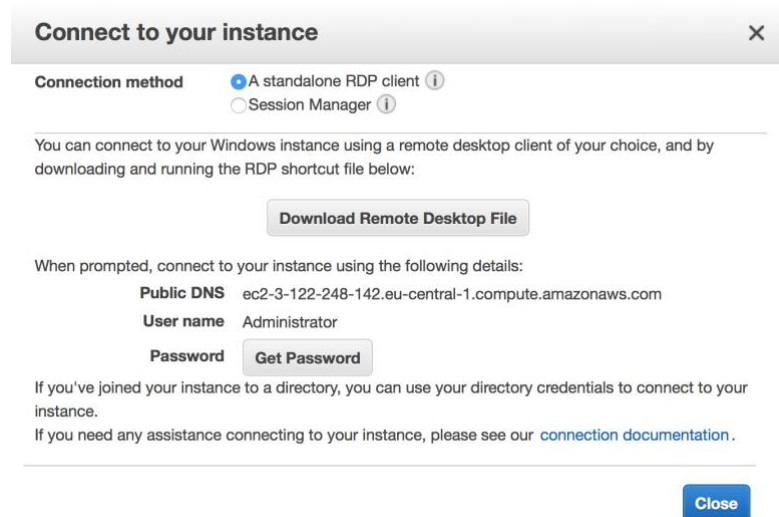 Connect to your instance
Connection method
A standalone RDP client
Session Manager
You can connect to your Windows instance using a remote desktop client of your choice, and by
downloading and running the RDP shortcut file below:
Download Remote Desktop File
When prompted, connect to your instance using the following details:
Public DNS ec2-3-122-248-142.eu-central-1.compute.amazonaws.com
User name Administrator
Password Get Password
If you've joined your instance to a directory, you can use your directory credentials to connect to your
instance.
If you need any assistance connecting to your instance, please see our connection documentation.
Close